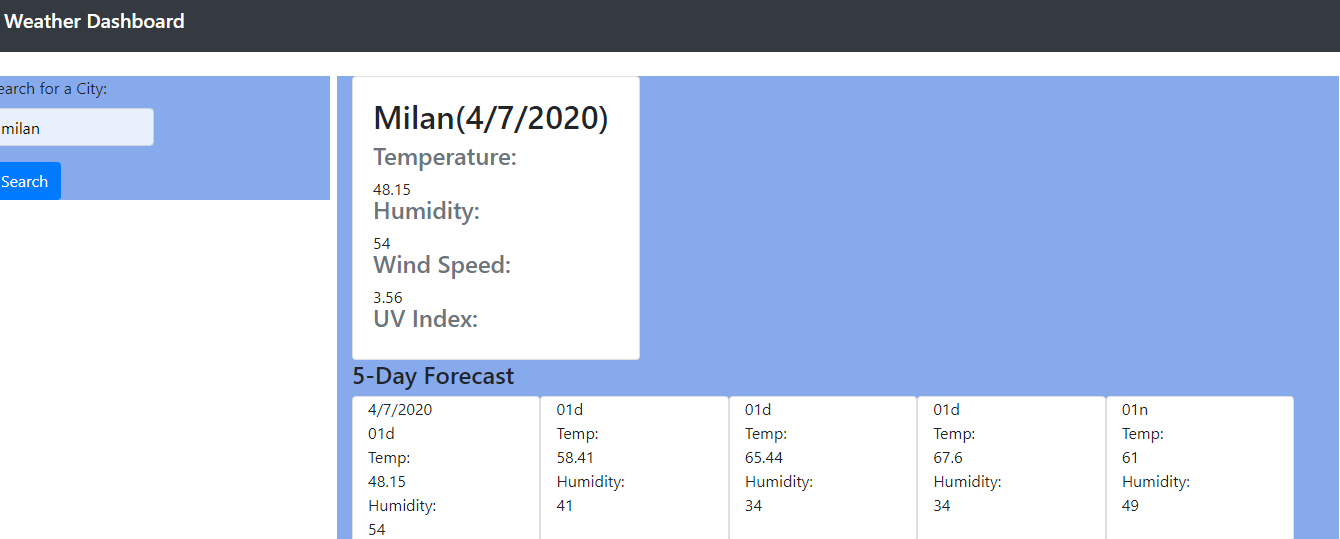 Weather Dashboard
earch for a City:
milan
Search
Milan(4/7/2020)
Temperature:
48.15
Humidity:
54
Wind Speed:
3.56
UV Index:
5-Day Forecast
4/7/2020
01d
Temp:
48.15
Humidity:
54
01d
Temp:
58.41
Humidity:
41
01d
Temp:
65.44
Humidity:
34
01d
Temp:
67.6
Humidity:
34
01n
Temp:
61
Humidity:
49